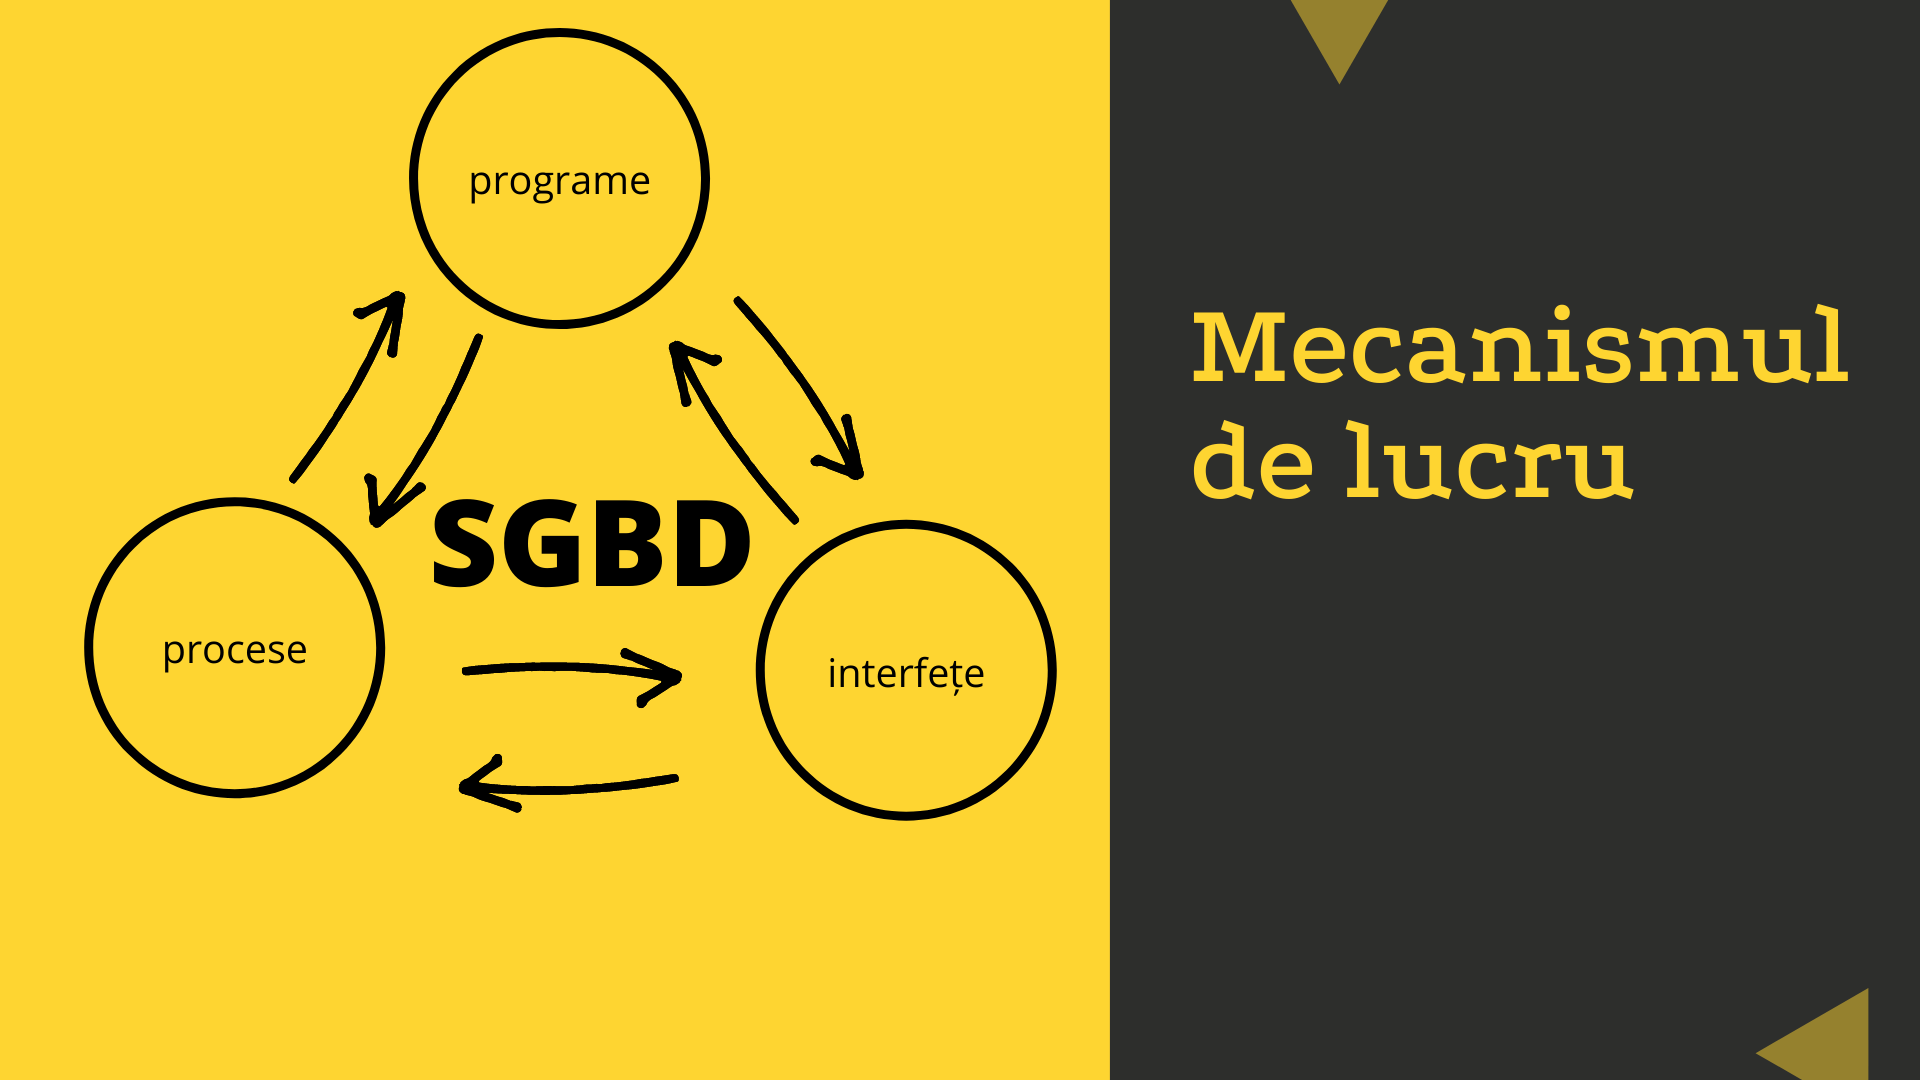 programe
SGBD
procese
interfețe
Mecanismul
de lucru